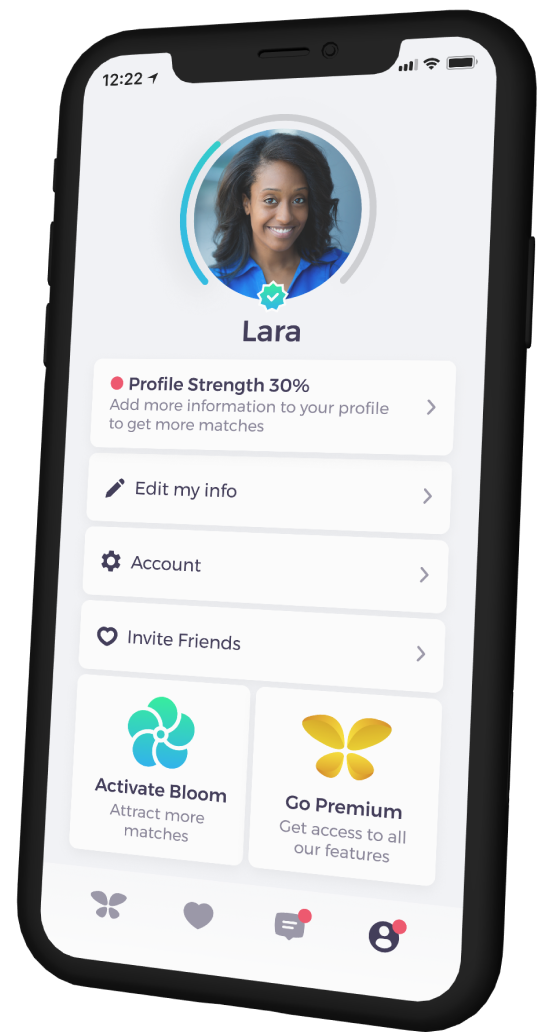 12:22
Lara
Profile Strength 30%
Add more information to your profile
to get more matches
Edit my info
Account
Invite Friends
Activate Bloom
Attract more
matches
Go Premium
Get access to all
our features